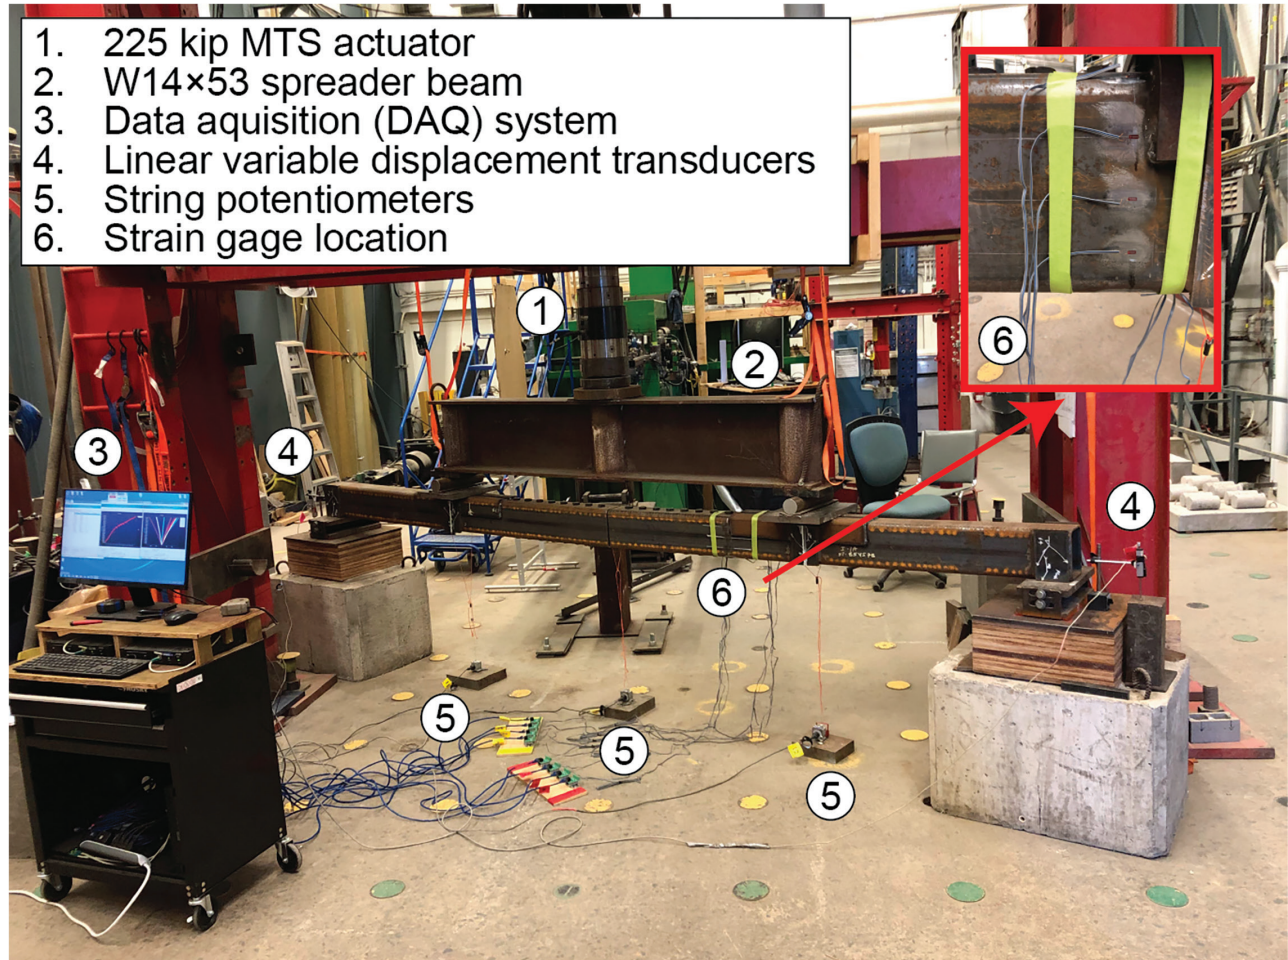 1. 225 kip MTS actuator
2. W14×53 spreader beam
3. Data aquisition (DAQ) system
4. Linear variable displacement transducers
5. String potentiometers
6. Strain gage location
6
1
2
3
4
4
6
5
5
5